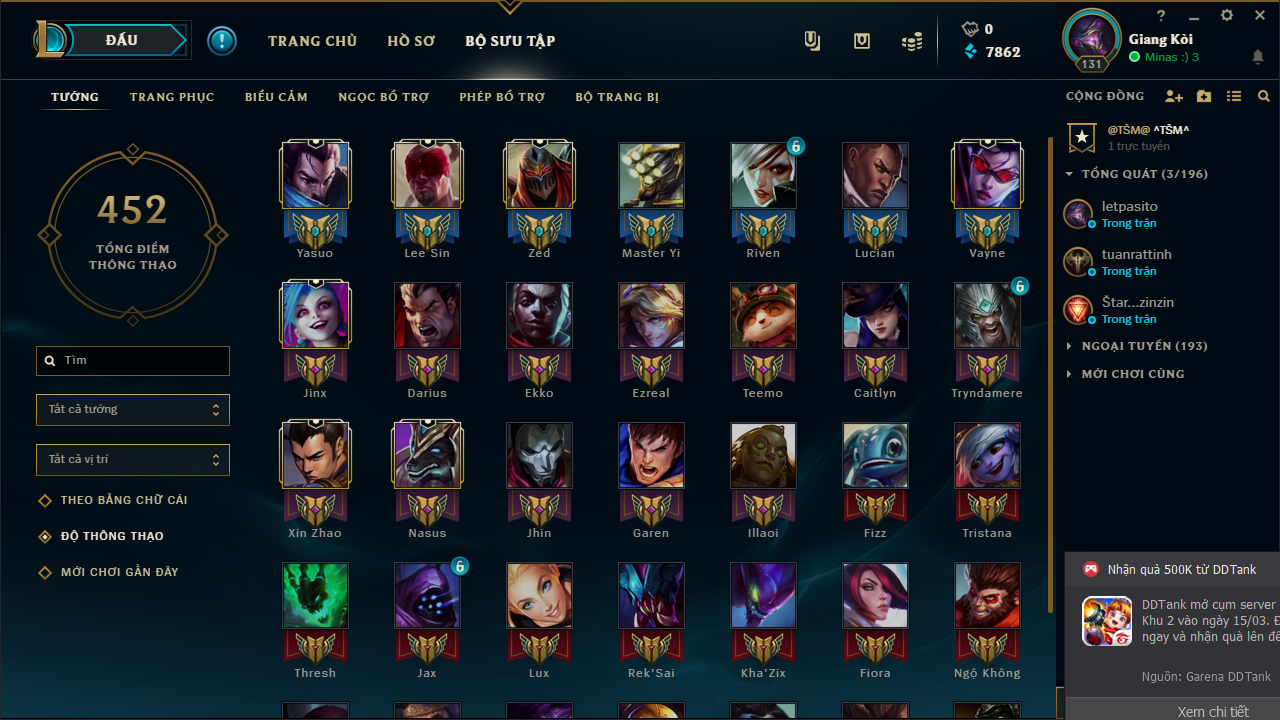 ĐẤU
!
TRANG CHỦ
HỒ SƠ
BỘ SƯU TẬP
0
7862
?
131
Giang Kòi
Minas :) 3
TƯỚNG
TRANG PHỤC
BIỂU CẢM
NGỌC BỔ TRỢ
PHÉP BỔ TRỢ
BỘ TRANG BỊ
452
TỔNG ĐIỂM
THÔNG THẠO
Tìm
Tất cả tướng
Tất cả vị trí
THEO BẢNG CHỮ CÁI
ĐỘ THÔNG THẠO
MỚI CHƠI GẦN ĐÂY
6
Yasuo
Lee Sin
Zed
Master Yi
Riven
Lucian
Vayne
6
Jinx
Darius
Ekko
Ezreal
Teemo
Caitlyn
Tryndamere
Xin Zhao
Nasus
Jhin
Garen
Illaoi
Fizz
Tristana
6
Thresh
Jax
Lux
Rek'Sai
Kha'Zix
Fiora
Ngộ Không
CỘNG ĐỒNG
@TŠM@ ^TŠM^
1 trực tuyến
TỔNG QUÁT (3/196)
letpasito
Trong trận
tuanrattinh
Trong trận
Štar...zinzin
Trong trận
NGOẠI TUYẾN (193)
MỚI CHƠI CÙNG
Nhận quà 500K từ DDTank
DDTank mở cụm server
Khu 2 vào ngày 15/03. Đ
ngay và nhận quà lên đế
Nguồn: Garena DDTank
Xem chi tiết